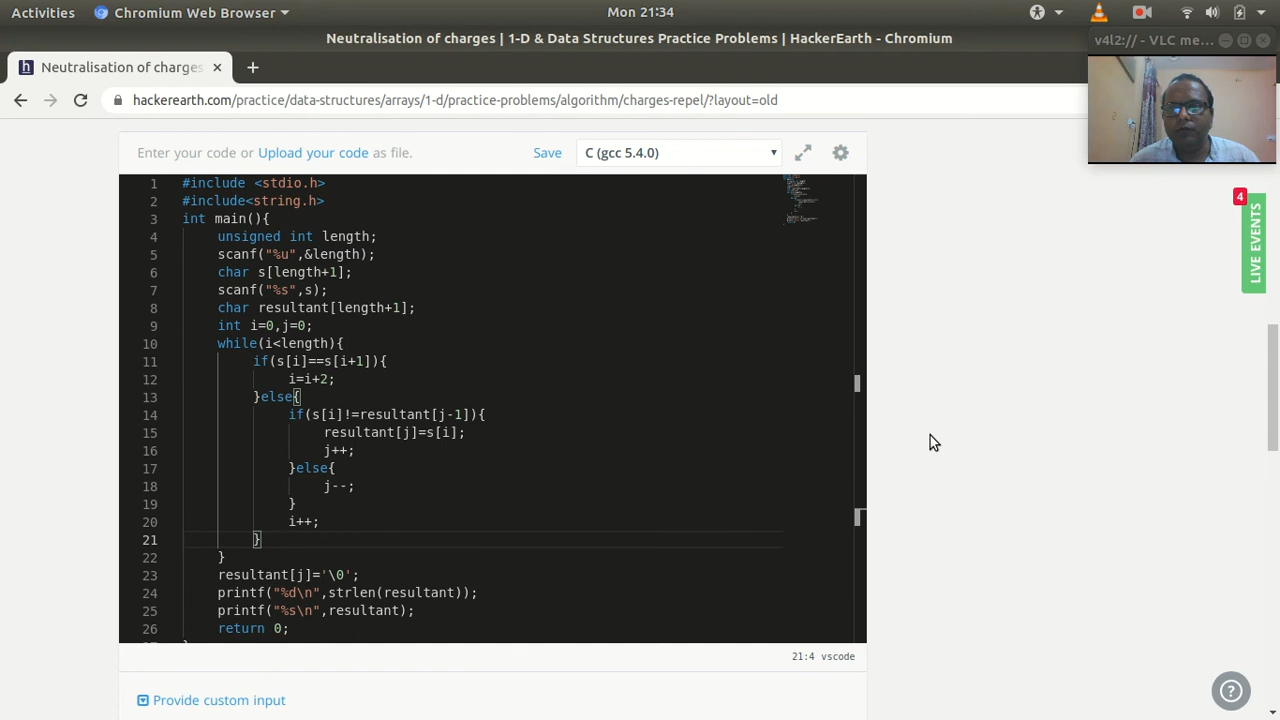 Activities
Chromium Web Browser
Mon 21:34
Neutralisation of charges | 1-D & Data Structures Practice Problems | HackerEarth - Chromium
v4l2:// - VLC me...
h Neutralisation of charges × +
hackerearth.com/practice/data-structures/arrays/1-d/practice-problems/algorithm/charges-repel/?layout=old
Enter your code or Upload your code as file.
Save
C (gcc 5.4.0)
1 #include <stdio.h>
2 #include<string.h>
3 int main(){
4 unsigned int length;
5 scanf("%u",&length);
6 char s[length+1];
7 scanf("%s",s);
8 char resultant[length+1];
9 int i=0,j=0;
10 while(i<length){
11 if(s[i]==s[i+1]){
12 i=i+2;
13 }else{
14 if(s[i]!=resultant[j-1]){
15 resultant[j]=s[i];
16 j++;
17 }else{
18 j--;
19 }
20 i++;
21 }
22 }
23 resultant[j]='\0';
24 printf("%d\n",strlen(resultant));
25 printf("%s\n",resultant);
26 return 0;
21:4 vscode
Provide custom input
4
LIVE EVENTS
?